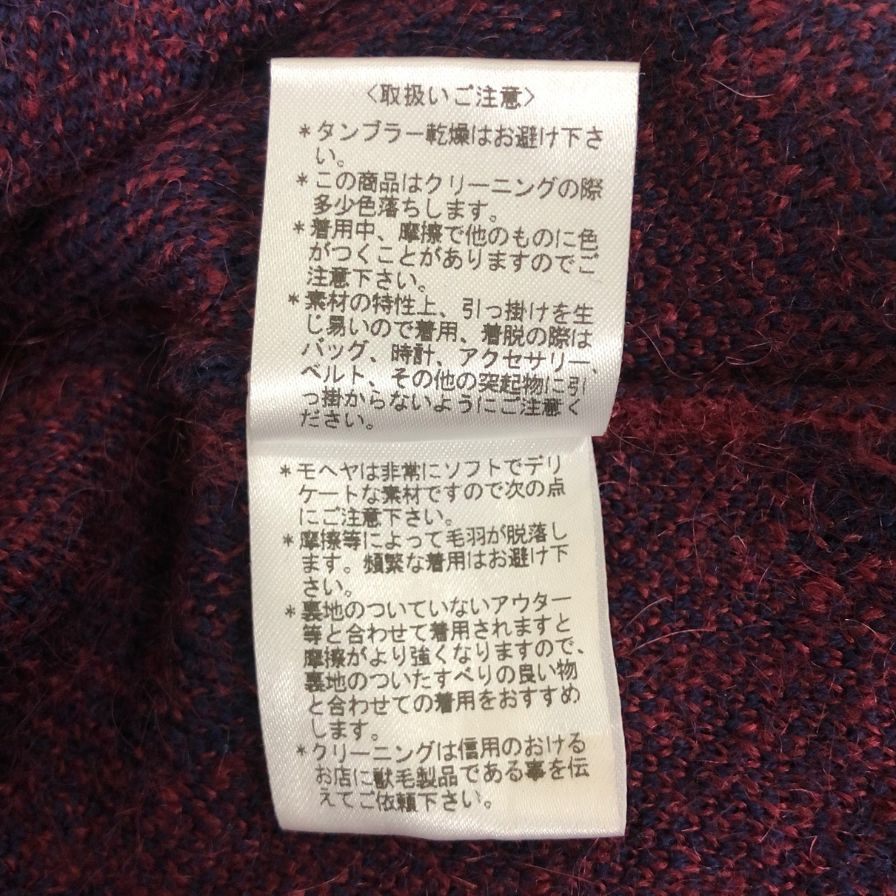 〈取扱いご注意〉
＊タンブラー乾燥はお避け下さ
い。
＊この商品はクリーニングの際
多少色落ちします。
＊着用中、摩擦で他のものに色
がつくことがありますのでご
注意下さい。
＊素材の特性上、引っ掛けを生
じ易いので着用、着脱の際は
バッグ、時計、アクセサリー、
ベルト、その他の突起物に引
っ掛からないようにご注意く
ださい。
＊モヘヤは非常にソフトでデリ
ケートな素材ですので次の点
にご注意下さい。
＊摩擦等によって毛羽が脱落し
ます。頻繁な着用はお避け下
さい。
＊裏地のついていないアウター
等と合わせて着用されますと
摩擦がより強くなりますので、
裏地のついたすべりの良い物
と合わせての着用をおすすめ
します。
＊クリーニングは信用のおける
お店に獣毛製品である事を伝
えてご依頼下さい。